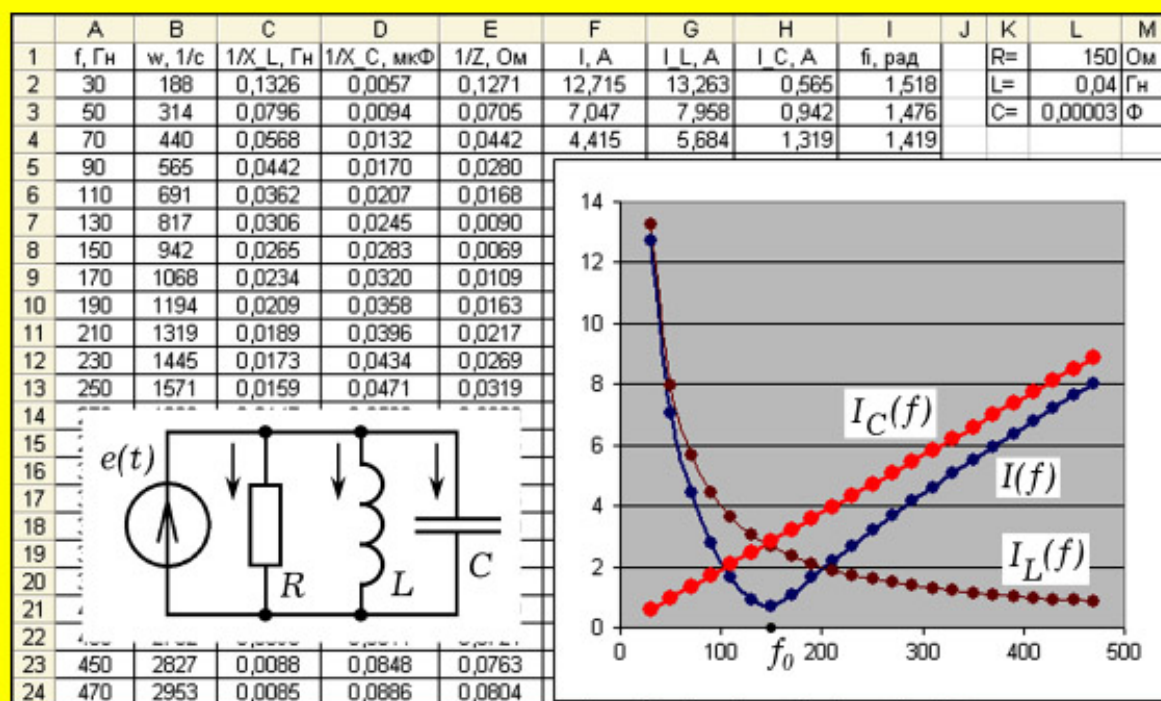 A B C D E F G H I J K L M
1 f, Гн w, 1/с 1/X_L, Гн 1/X_C, мкФ 1/Z, Ом I, А I_L, А I_C, А fi, рад R= 150 Ом
2 30 188 0,1326 0,0057 0,1271 12,715 13,263 0,565 1,518 L= 0,04 Гн
3 50 314 0,0796 0,0094 0,0705 7,047 7,958 0,942 1,476 C= 0,00003 Ф
4 70 440 0,0568 0,0132 0,0442 4,415 5,684 1,319 1,419
5 90 565 0,0442 0,0170 0,0280
6 110 691 0,0362 0,0207 0,0168
7 130 817 0,0306 0,0245 0,0090
8 150 942 0,0265 0,0283 0,0069
9 170 1068 0,0234 0,0320 0,0109
10 190 1194 0,0209 0,0358 0,0163
11 210 1319 0,0189 0,0396 0,0217
12 230 1445 0,0173 0,0434 0,0269
13 250 1571 0,0159 0,0471 0,0319
14
15
16
17
18
19
20
21
22
23 450 2827 0,0088 0,0848 0,0763
24 470 2953 0,0085 0,0886 0,0804
e(t)
R L C
14
12
10
8
6
4
2
0
I_C(f)
I(f)
I_L(f)
0 100 f_0 200 300 400 500